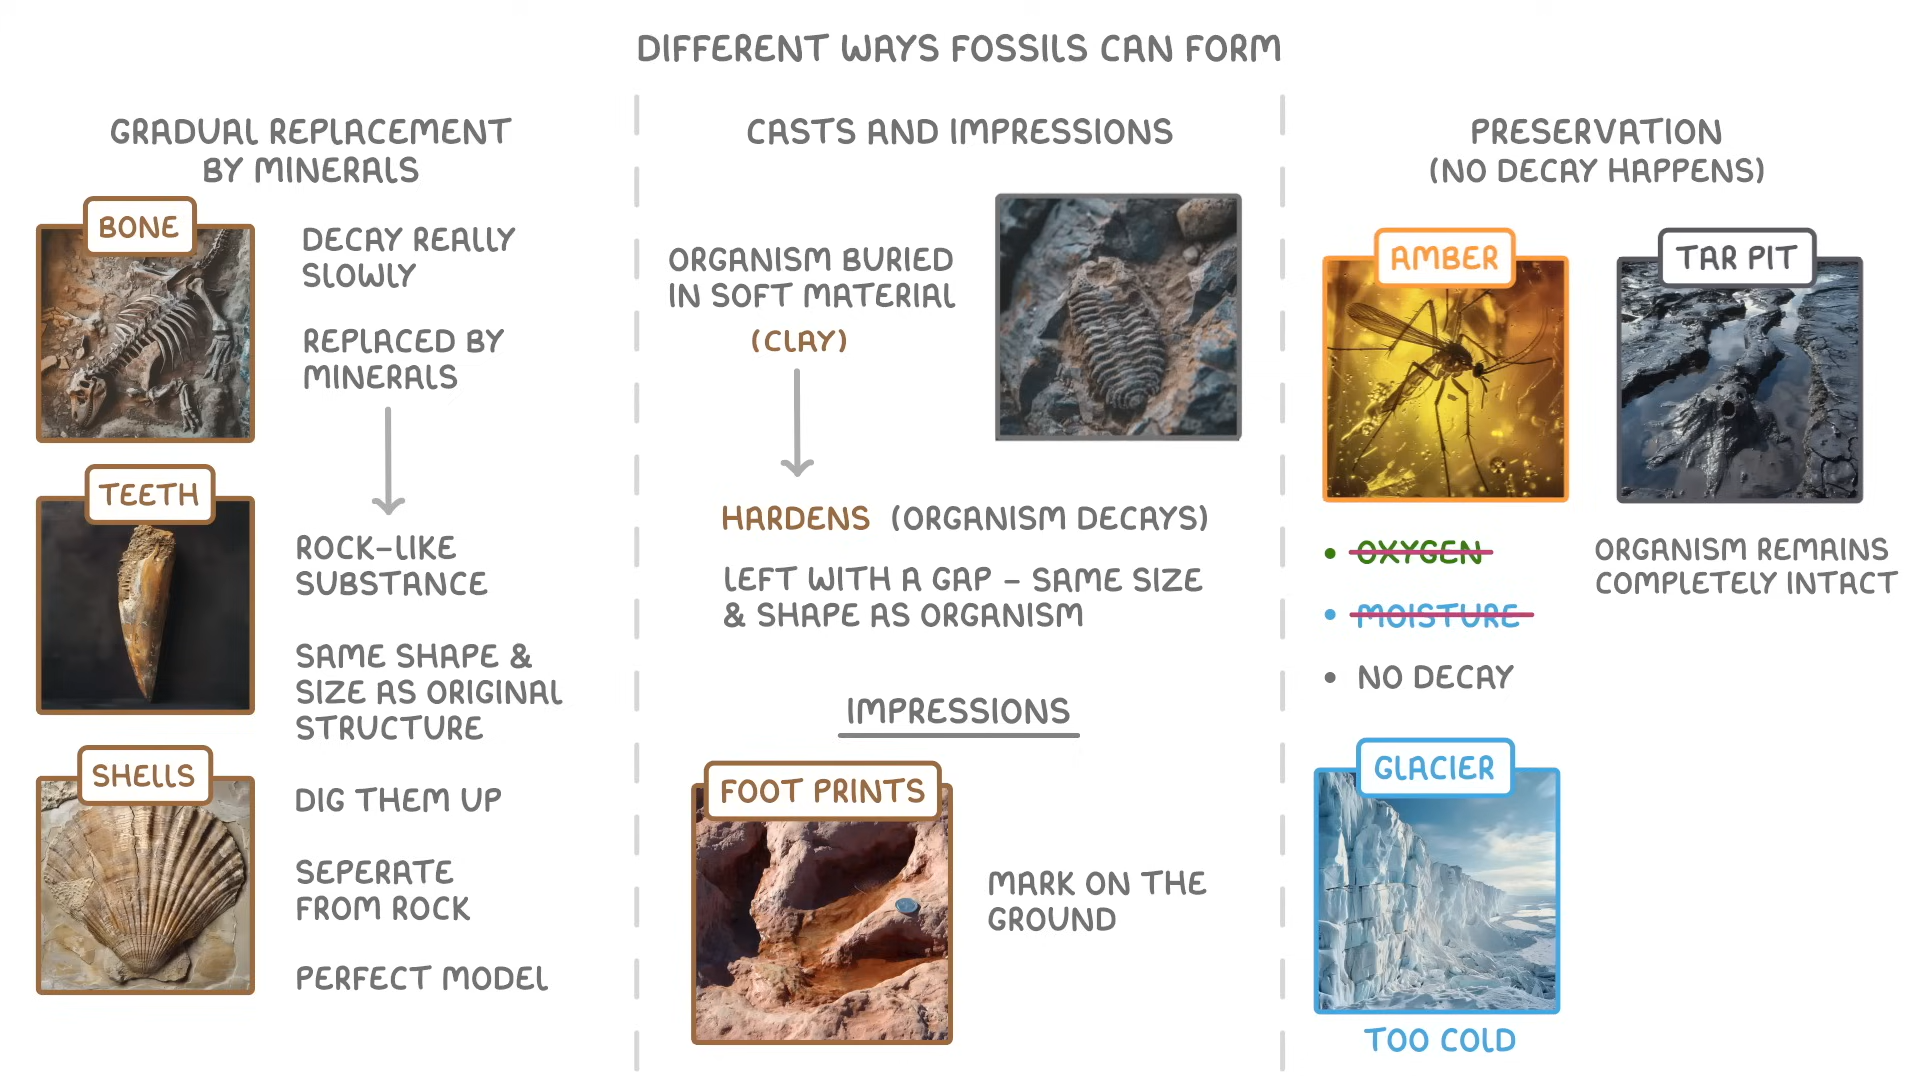 DIFFERENT WAYS FOSSILS CAN FORM
GRADUAL REPLACEMENT
BY MINERALS
BONE
DECAY REALLY
SLOWLY
REPLACED BY
MINERALS
TEETH
ROCK-LIKE
SUBSTANCE
SAME SHAPE &
SIZE AS ORIGINAL
STRUCTURE
SHELLS
DIG THEM UP
SEPERATE
FROM ROCK
PERFECT MODEL
CASTS AND IMPRESSIONS
ORGANISM BURIED
IN SOFT MATERIAL
(CLAY)
HARDENS (ORGANISM DECAYS)
LEFT WITH A GAP - SAME SIZE
& SHAPE AS ORGANISM
IMPRESSIONS
FOOT PRINTS
MARK ON THE
GROUND
PRESERVATION
(NO DECAY HAPPENS)
AMBER
• OXYGEN
• MOISTURE
• NO DECAY
TAR PIT
ORGANISM REMAINS
COMPLETELY INTACT
GLACIER
TOO COLD